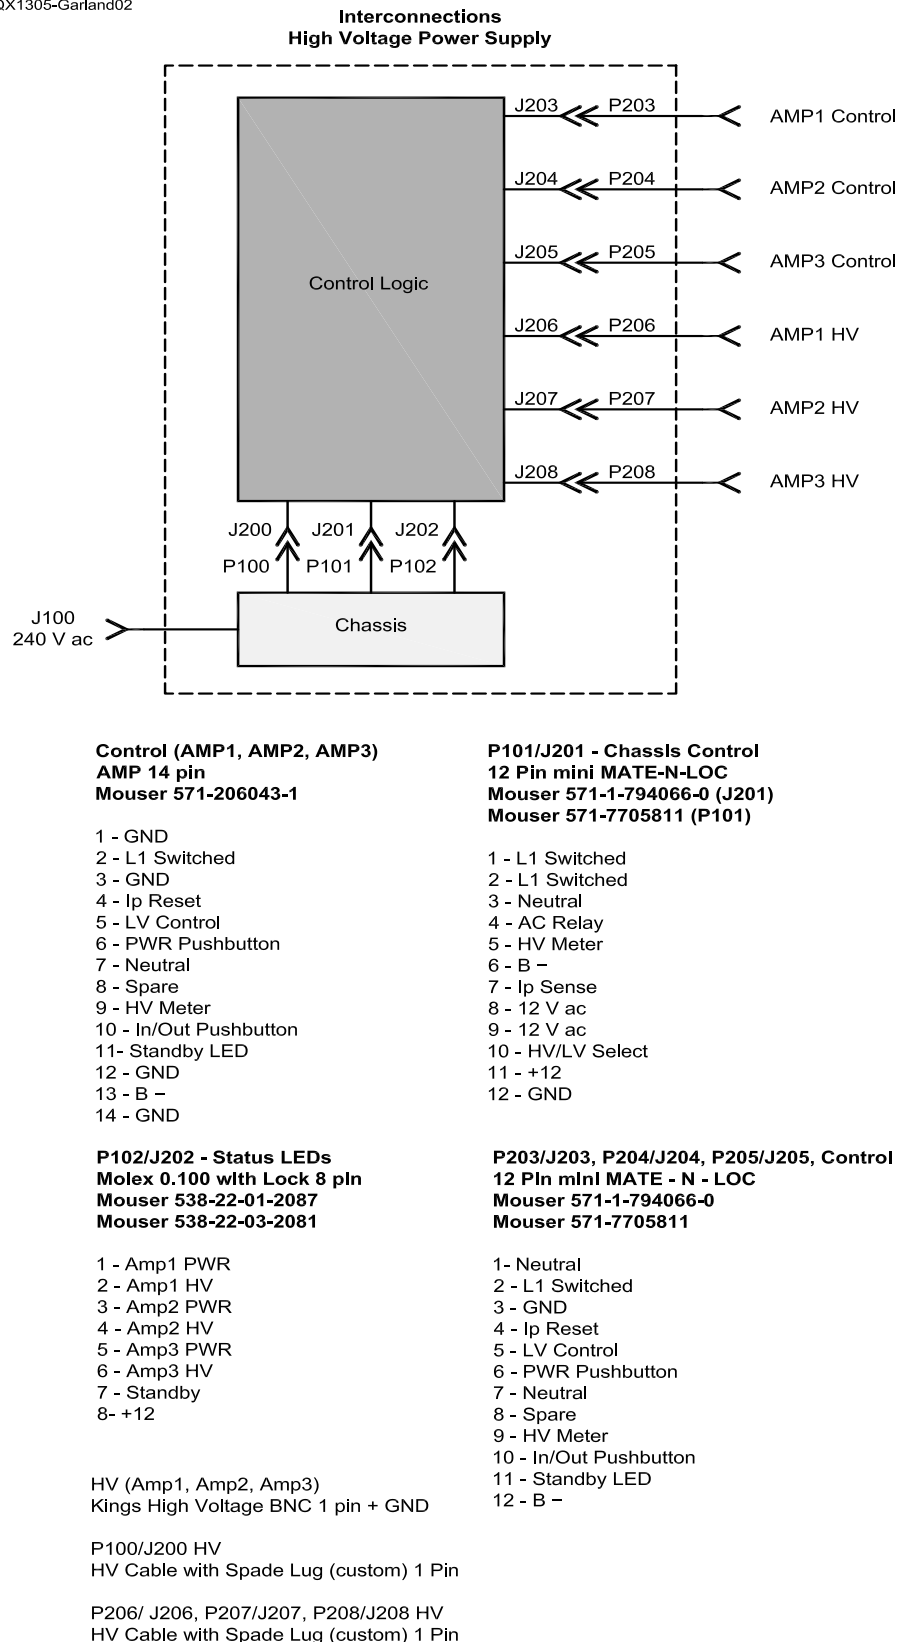 QX1305-Garland02
Interconnections
High Voltage Power Supply
J203 P203 AMP1 Control
J204 P204 AMP2 Control
J205 P205 AMP3 Control
Control Logic
J206 P206 AMP1 HV
J207 P207 AMP2 HV
J208 P208 AMP3 HV
J200 J201 J202
P100 P101 P102
J100
240 V ac
Chassis
Control (AMP1, AMP2, AMP3)
AMP 14 pin
Mouser 571-206043-1
1 - GND
2 - L1 Switched
3 - GND
4 - Ip Reset
5 - LV Control
6 - PWR Pushbutton
7 - Neutral
8 - Spare
9 - HV Meter
10 - In/Out Pushbutton
11- Standby LED
12 - GND
13 - B −
14 - GND
P101/J201 - Chassis Control
12 Pin mini MATE-N-LOC
Mouser 571-1-794066-0 (J201)
Mouser 571-7705811 (P101)
1 - L1 Switched
2 - L1 Switched
3 - Neutral
4 - AC Relay
5 - HV Meter
6 - B −
7 - Ip Sense
8 - 12 V ac
9 - 12 V ac
10 - HV/LV Select
11 - +12
12 - GND
P102/J202 - Status LEDs
Molex 0.100 with Lock 8 pin
Mouser 538-22-01-2087
Mouser 538-22-03-2081
1 - Amp1 PWR
2 - Amp1 HV
3 - Amp2 PWR
4 - Amp2 HV
5 - Amp3 PWR
6 - Amp3 HV
7 - Standby
8- +12
P203/J203, P204/J204, P205/J205, Control
12 Pin mini MATE - N - LOC
Mouser 571-1-794066-0
Mouser 571-7705811
1- Neutral
2 - L1 Switched
3 - GND
4 - Ip Reset
5 - LV Control
6 - PWR Pushbutton
7 - Neutral
8 - Spare
9 - HV Meter
10 - In/Out Pushbutton
11 - Standby LED
12 - B −
HV (Amp1, Amp2, Amp3)
Kings High Voltage BNC 1 pin + GND
P100/J200 HV
HV Cable with Spade Lug (custom) 1 Pin
P206/ J206, P207/J207, P208/J208 HV
HV Cable with Spade Lug (custom) 1 Pin